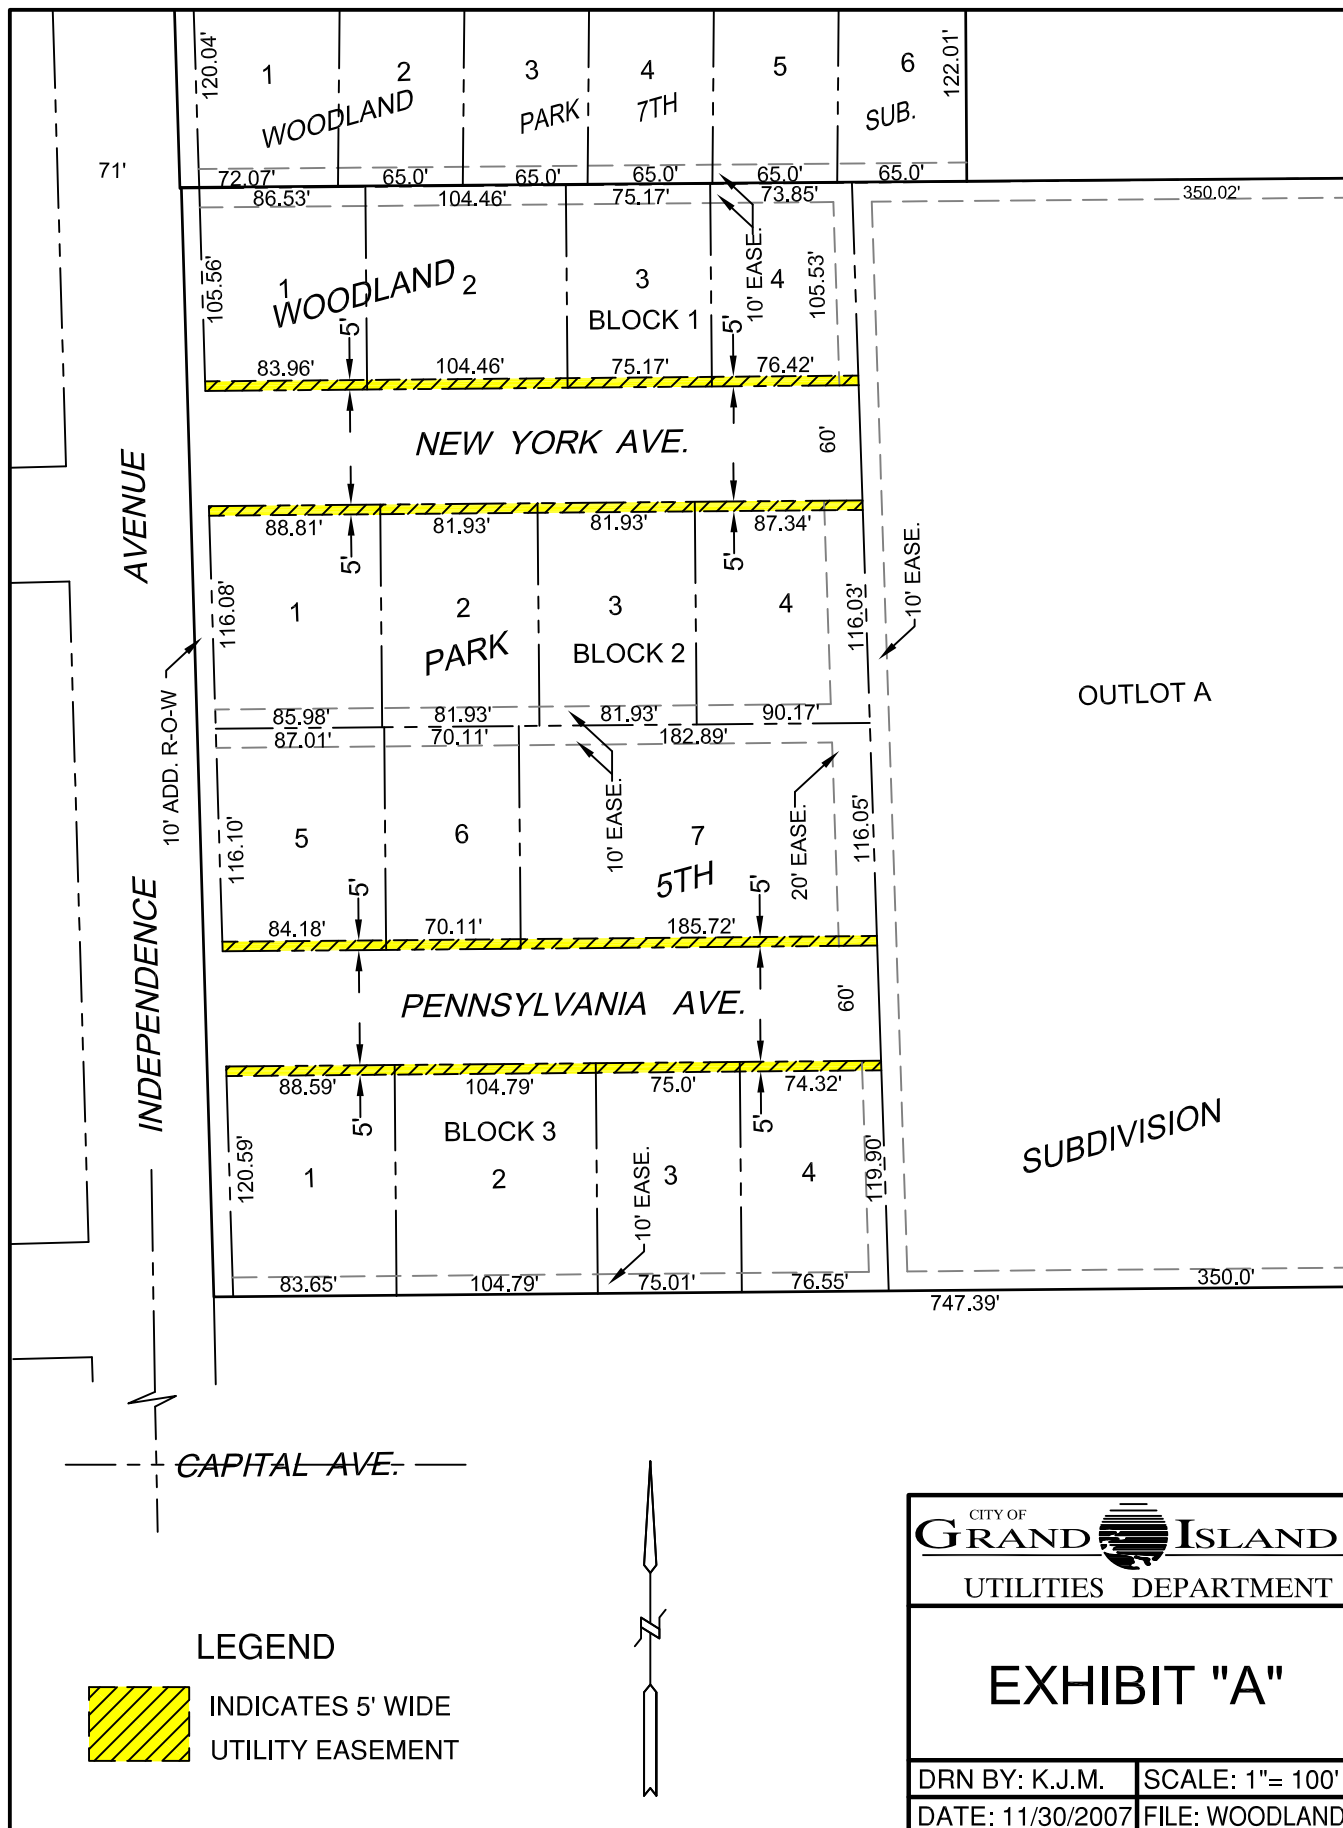 120.04'
1
2
3
4
5
6
122.01'
WOODLAND PARK 7TH SUB.
71'
72.07' 65.0' 65.0' 65.0' 65.0' 65.0'
86.53' 104.46' 75.17' 73.85' 350.02'
105.56'
1
2
3
4
WOODLAND
BLOCK 1
10' EASE.
105.53'
5'
5'
83.96' 104.46' 75.17' 76.42'
NEW YORK AVE.
60'
88.81' 81.93' 81.93' 87.34'
5'
5'
AVENUE
116.08'
1
2
3
4
116.03'
10' EASE.
PARK
BLOCK 2
OUTLOT A
10' ADD. R-O-W
85.98' 81.93' 81.93' 90.17'
87.01' 70.11' 182.89'
10' EASE.
20' EASE.
116.10'
5
6
7
116.05'
5TH
5'
5'
84.18' 70.11' 185.72'
INDEPENDENCE
PENNSYLVANIA AVE.
60'
88.59' 104.79' 75.0' 74.32'
5'
5'
BLOCK 3
120.59'
1
2
3
4
119.90'
10' EASE.
SUBDIVISION
83.65' 104.79' 75.01' 76.55' 350.0'
747.39'
CAPITAL AVE.
LEGEND
INDICATES 5' WIDE
UTILITY EASEMENT
CITY OF
GRAND ISLAND
UTILITIES DEPARTMENT
EXHIBIT "A"
DRN BY: K.J.M. SCALE: 1"= 100'
DATE: 11/30/2007 FILE: WOODLAND